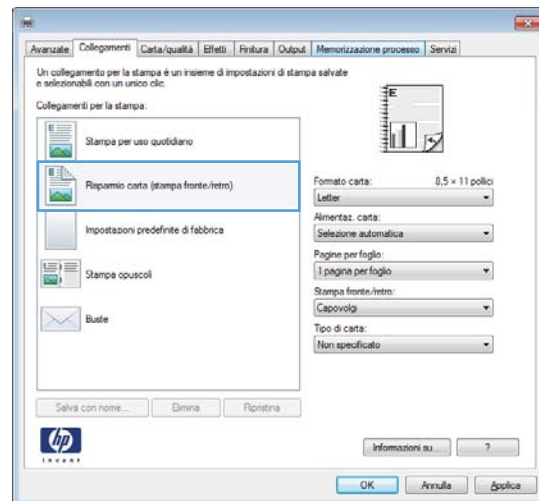 Avanzate Collegamenti Carta/qualità Effetti Finitura Output Memorizzazione processo Servizi
Un collegamento per la stampa è un insieme di impostazioni di stampa salvate
e selezionabili con un unico clic.
Collegamenti per la stampa:
Stampa per uso quotidiano
Risparmio carta (stampa fronte/retro)
Impostazioni predefinite di fabbrica
Stampa opuscoli
Buste
Salva con nome... Elimina Ripristina
E
Formato carta: 8,5 × 11 pollici
Letter
Alimentaz. carta:
Selezione automatica
Pagine per foglio:
1 pagina per foglio
Stampa fronte/retro:
Capovolgi
Tipo di carta:
Non specificato
hp
invent
Informazioni su... ?
OK Annulla Applica